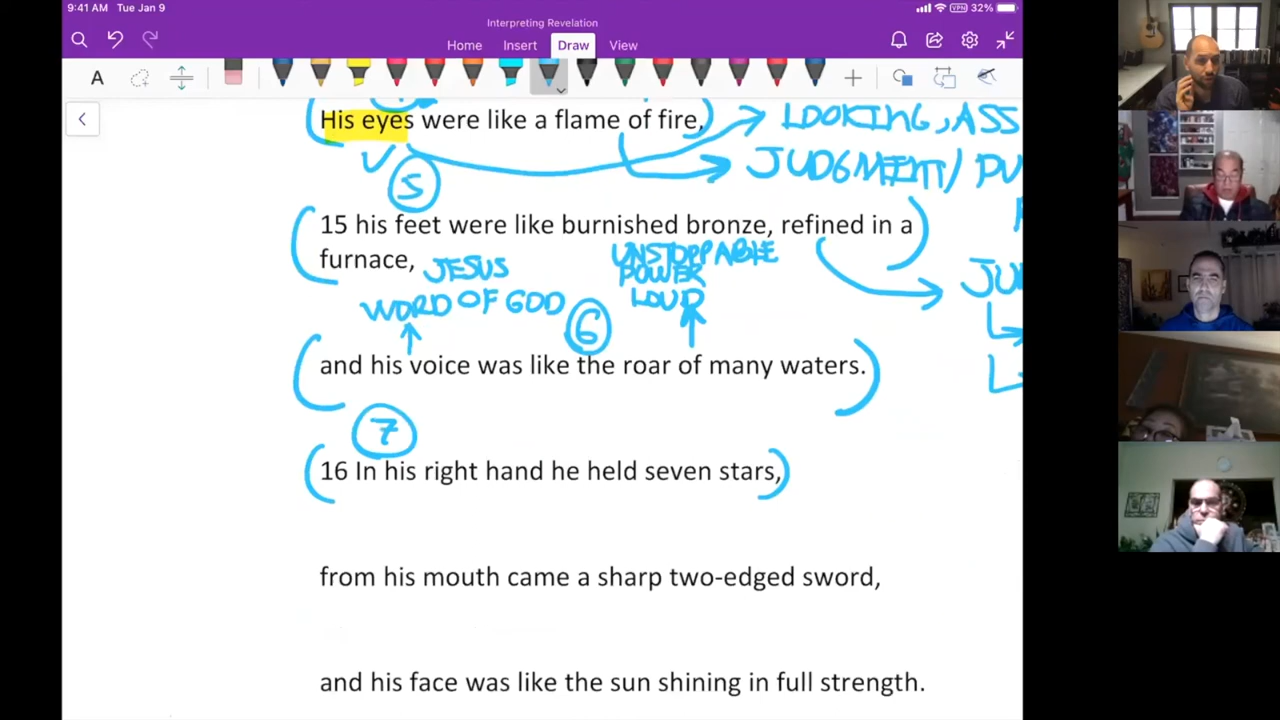 9:41 AM Tue Jan 9
VPN 32%
Interpreting Revelation
Home Insert Draw View
A
His eyes were like a flame of fire,
LOOKING, ASS
JUDGMENT/ PU
5
15 his feet were like burnished bronze, refined in a
furnace,
JESUS
WORD OF GOD
UNSTOPPABLE
POWER
LOUD
JU
6
and his voice was like the roar of many waters.
7
16 In his right hand he held seven stars,
from his mouth came a sharp two-edged sword,
and his face was like the sun shining in full strength.